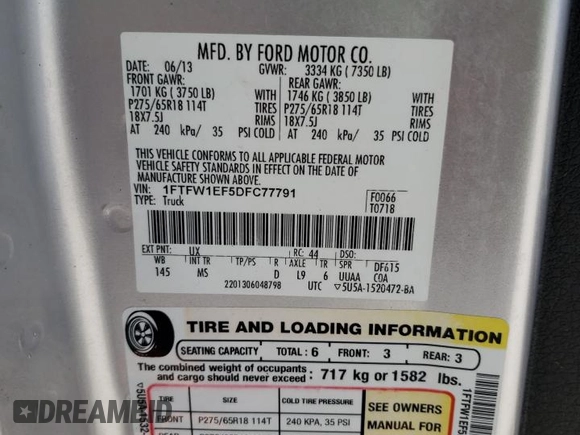 MFD. BY FORD MOTOR CO.
DATE: 06/13 GVWR: 3334 KG ( 7350 LB)
FRONT GAWR: REAR GAWR:
1701 KG ( 3750 LB) 1746 KG ( 3850 LB)
P275/65R18 114T TIRES P275/65R18 114T TIRES
18X7.5J RIMS 18X7.5J RIMS
AT 240 kPa/ 35 PSI COLD AT 240 kPa/ 35 PSI COLD
THIS VEHICLE CONFORMS TO ALL APPLICABLE FEDERAL MOTOR
VEHICLE SAFETY STANDARDS IN EFFECT ON THE DATE OF
MANUFACTURE SHOWN ABOVE.
VIN: 1FTFW1EF5DFC77791 F0066
TYPE: Truck T0718
EXT PNT: UX RC: 44 DSO:
WB INT TR TP/PS R AXLE TR SPR DF615
145 MS D L9 6 UUAA COA
2201306048798 UTC ▽5U5A-1520472-BA
TIRE AND LOADING INFORMATION
SEATING CAPACITY TOTAL : 6 FRONT: 3 REAR: 3
The combined weight of occupants and cargo should never exceed: 717 kg or 1582 lbs.
TIRE SIZE COLD TIRE PRESSURE
FRONT P275/65R18 114T 240 KPA, 35 PSI
SEE OWNERS
MANUAL FOR
DREAMBID